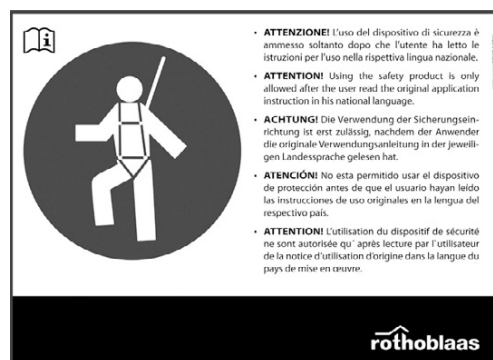 • ATTENZIONE! L'uso del dispositivo di sicurezza è
ammesso soltanto dopo che l'utente ha letto le
istruzioni per l'uso nella rispettiva lingua nazionale.
• ATTENTION! Using the safety product is only
allowed after the user read the original application
instruction in his national language.
• ACHTUNG! Die Verwendung der Sicherungsein-
richtung ist erst zulässig, nachdem der Anwender
die originale Verwendungsanleitung in der jeweili-
gen Landessprache gelesen hat.
• ATENCIÓN! No esta permitido usar el dispositivo
de protección antes de que el usuario hayan leído
las instrucciones de uso originales en la lengua del
respectivo país.
• ATTENTION! L'utilisation du dispositif de sécurité
ne sont autorisée qu' après lecture par l'utilisateur
de la notice d'utilisation d'origine dans la langue du
pays de mise en œuvre.
rothoblaas